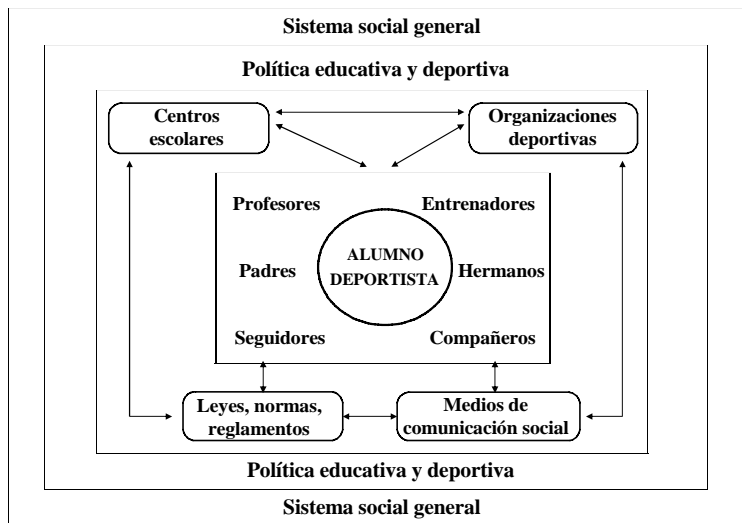 Sistema social general
Política educativa y deportiva
Centros
escolares
Organizaciones
deportivas
Profesores
Entrenadores
ALUMNO
DEPORTISTA
Padres
Hermanos
Seguidores
Compañeros
Leyes, normas,
reglamentos
Medios de
comunicación social
Política educativa y deportiva
Sistema social general